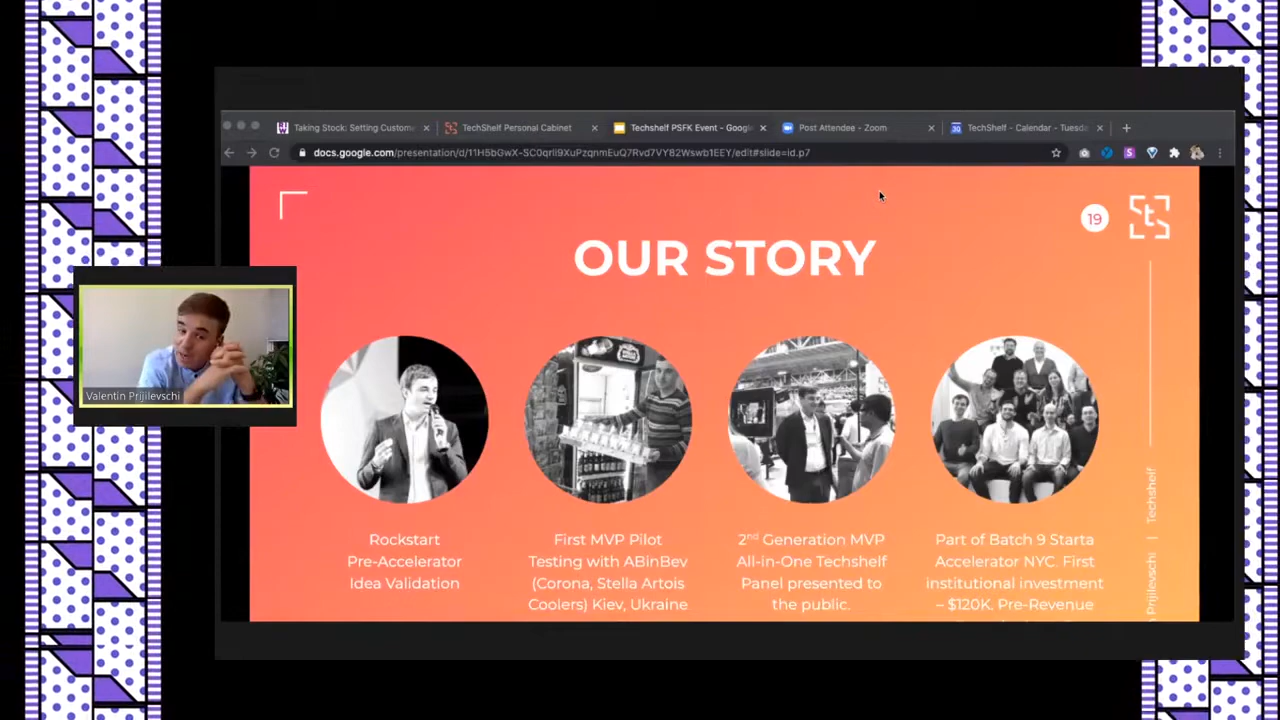 Taking Stock: Setting Custome
TechShelf Personal C
Techshelf PSFK Event - Google
Post Attendee - Zoom
TechShelf - Calendar - Tuesda
docs.google.com/presentation/d/11H5bGwX-SC0qrli9XuPzqnmEuQ7Rvd7VY82Wswb1EEY/edit#slide=id.p7
19
OUR STORY
Valentin Prijilevschi
Rockstart
Pre-Accelerator
Idea Validation
First MVP Pilot
Testing with ABinBev
(Corona, Stella Artois
Coolers) Kiev, Ukraine
2nd Generation MVP
All-in-One Techshelf
Panel presented to
the public.
Part of Batch 9 Starta
Accelerator NYC. First
institutional investment
– $120K. Pre-Revenue
Prijilevschi | Techshelf